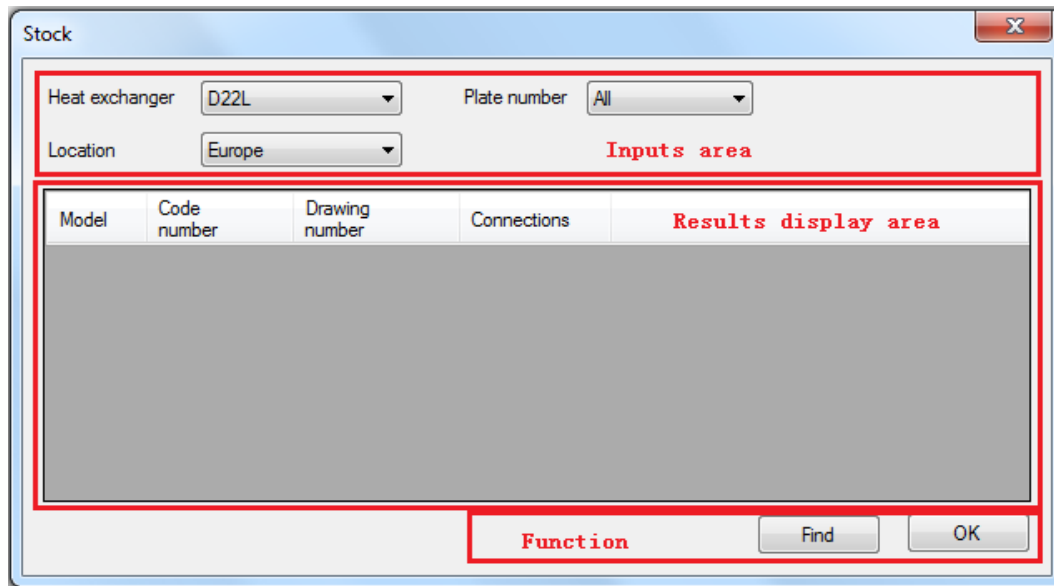 Stock
Heat exchanger D22L Plate number All
Location Europe Inputs area
Model Code number Drawing number Connections Results display area
Function Find OK